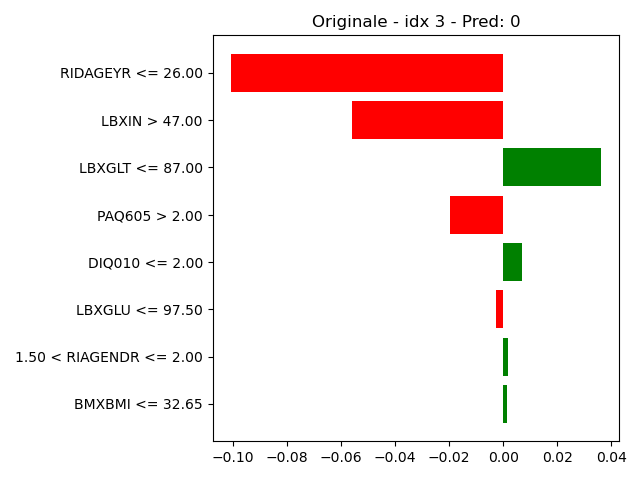 Originale - idx 3 - Pred: 0
RIDAGEYR <= 26.00
LBXIN > 47.00
LBXGLT <= 87.00
PAQ605 > 2.00
DIQ010 <= 2.00
LBXGLU <= 97.50
1.50 < RIAGENDR <= 2.00
BMXBMI <= 32.65
−0.10 −0.08 −0.06 −0.04 −0.02 0.00 0.02 0.04